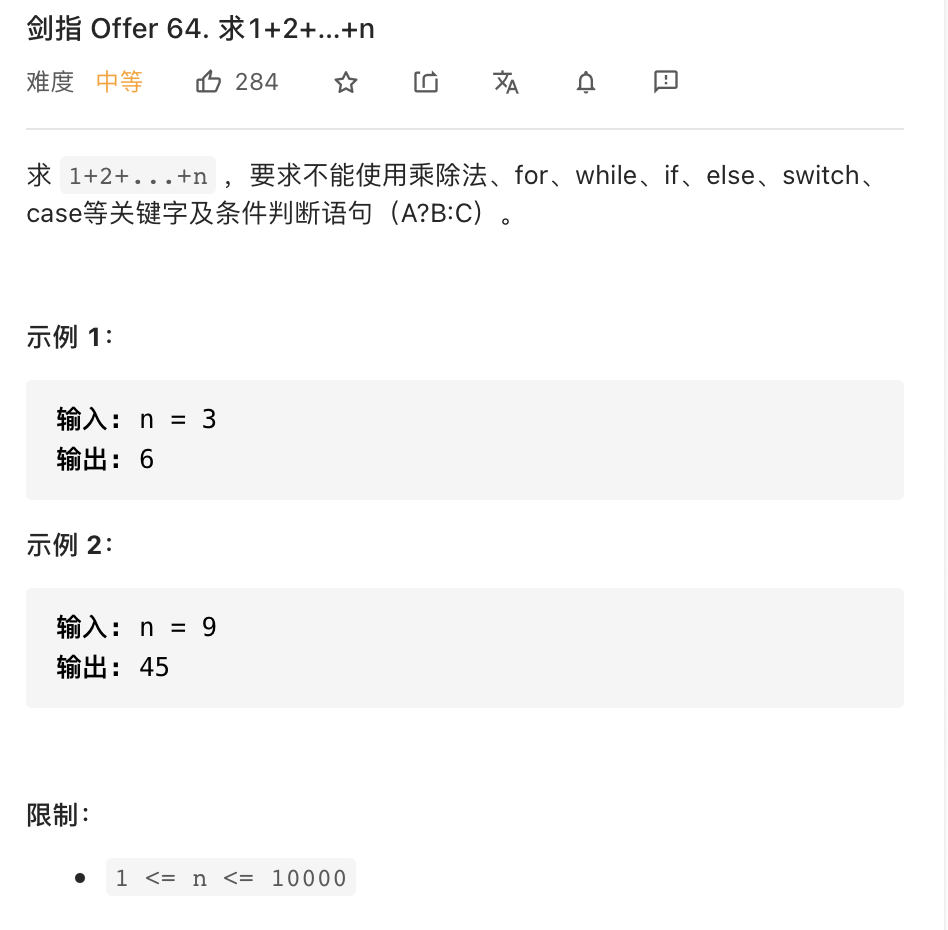 剑指 Offer 64. 求1+2+…+n
难度 中等 284
求 1+2+...+n ，要求不能使用乘除法、for、while、if、else、switch、
case等关键字及条件判断语句（A?B:C）。
示例 1：
输入: n = 3
输出: 6
示例 2：
输入: n = 9
输出: 45
限制：
• 1 <= n <= 10000